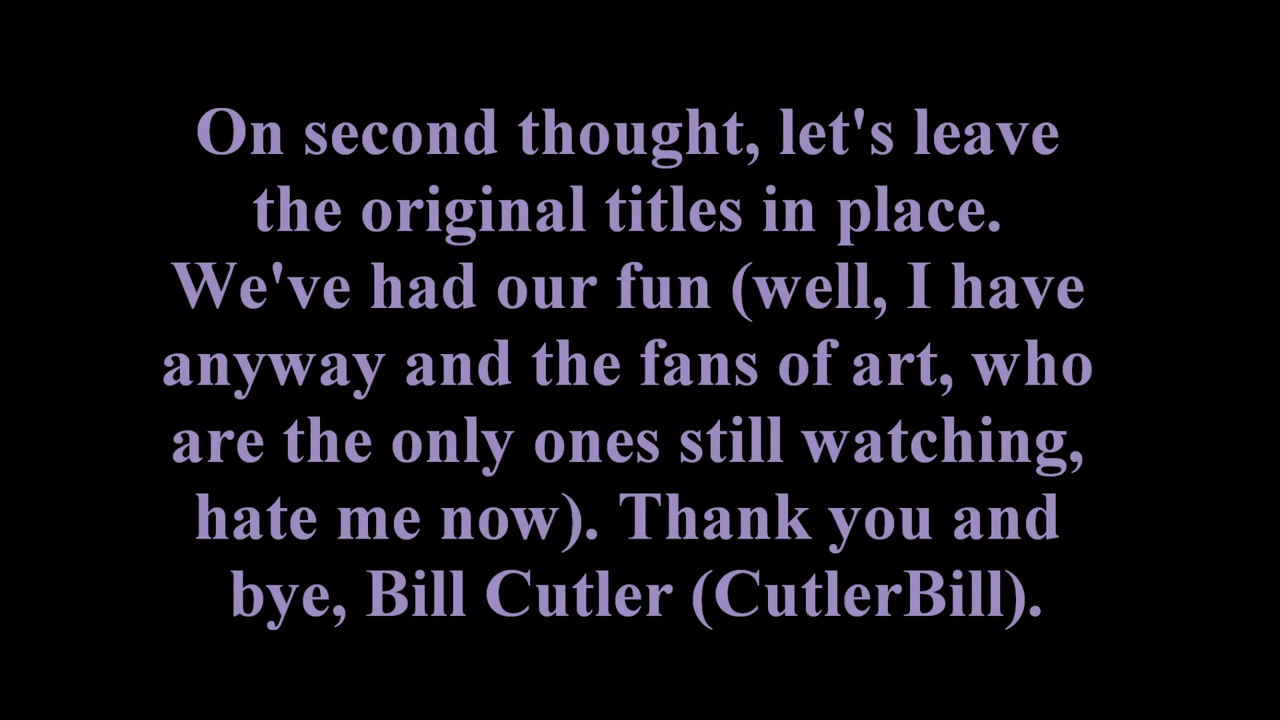 On second thought, let's leave
the original titles in place.
We've had our fun (well, I have
anyway and the fans of art, who
are the only ones still watching,
hate me now). Thank you and
bye, Bill Cutler (CutlerBill).